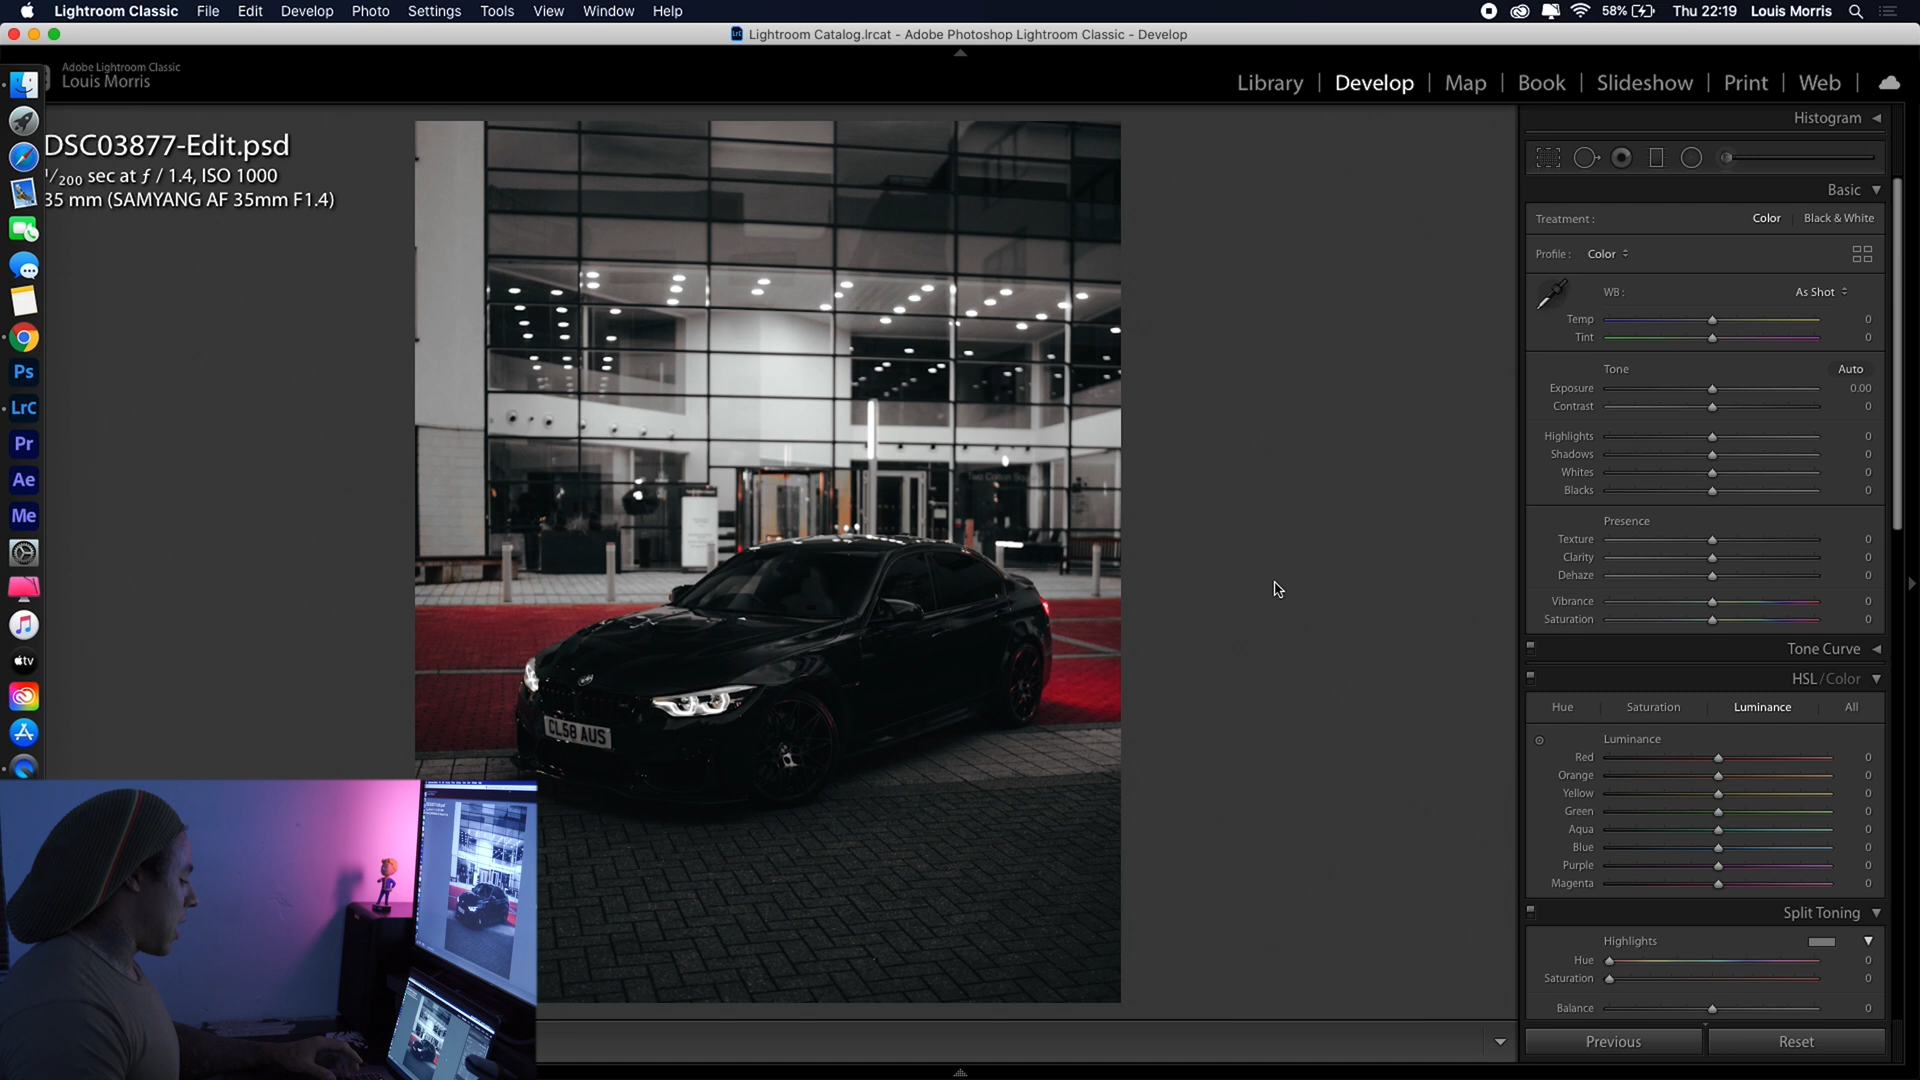 Lightroom Classic File Edit Develop Photo Settings Tools View Window Help 58% Thu 22:19 Louis Morris
Lightroom Catalog.lrcat - Adobe Photoshop Lightroom Classic - Develop
Adobe Lightroom Classic
Louis Morris
Library | Develop | Map | Book | Slideshow | Print | Web |
DSC03877-Edit.psd
1/200 sec at ƒ / 1.4, ISO 1000
35 mm (SAMYANG AF 35mm F1.4)
Ps
LrC
Pr
Ae
Me
tv
CL58 AUS
Histogram
Basic
Treatment : Color Black & White
Profile : Color
WB : As Shot
Temp 0
Tint 0
Tone Auto
Exposure 0.00
Contrast 0
Highlights 0
Shadows 0
Whites 0
Blacks 0
Presence
Texture 0
Clarity 0
Dehaze 0
Vibrance 0
Saturation 0
Tone Curve
HSL / Color
Hue Saturation Luminance All
Luminance
Red 0
Orange 0
Yellow 0
Green 0
Aqua 0
Blue 0
Purple 0
Magenta 0
Split Toning
Highlights
Hue 0
Saturation 0
Balance 0
Previous Reset